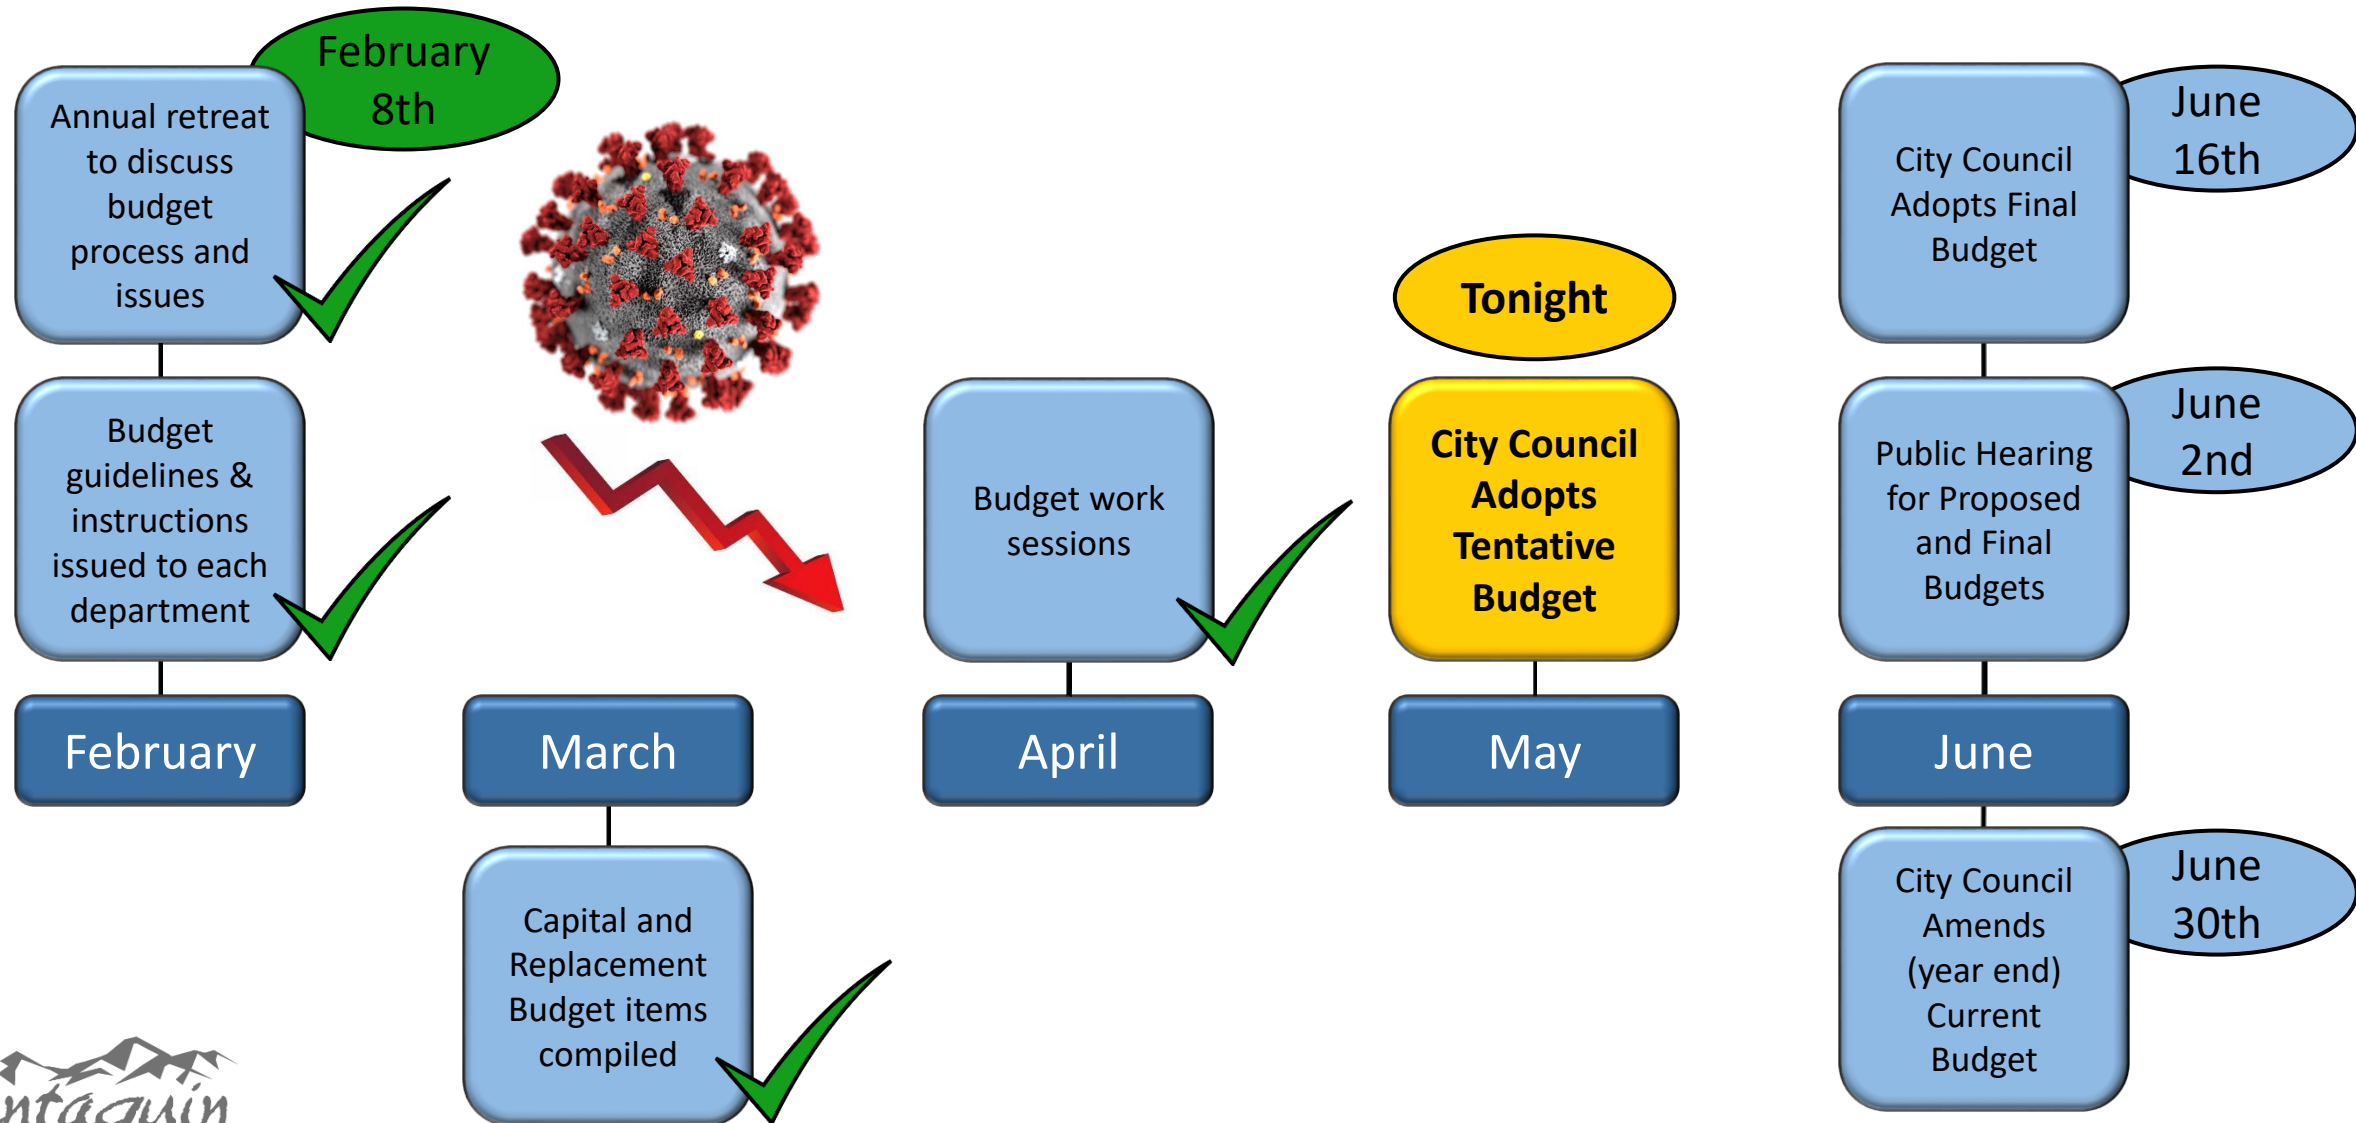 February
8th
Annual retreat
to discuss
budget
process and
issues
Budget
guidelines &
instructions
issued to each
department
February
March
Capital and
Replacement
Budget items
compiled
Budget work
sessions
April
Tonight
City Council
Adopts
Tentative
Budget
May
June
16th
City Council
Adopts Final
Budget
June
2nd
Public Hearing
for Proposed
and Final
Budgets
June
June
30th
City Council
Amends
(year end)
Current
Budget
ntaquin